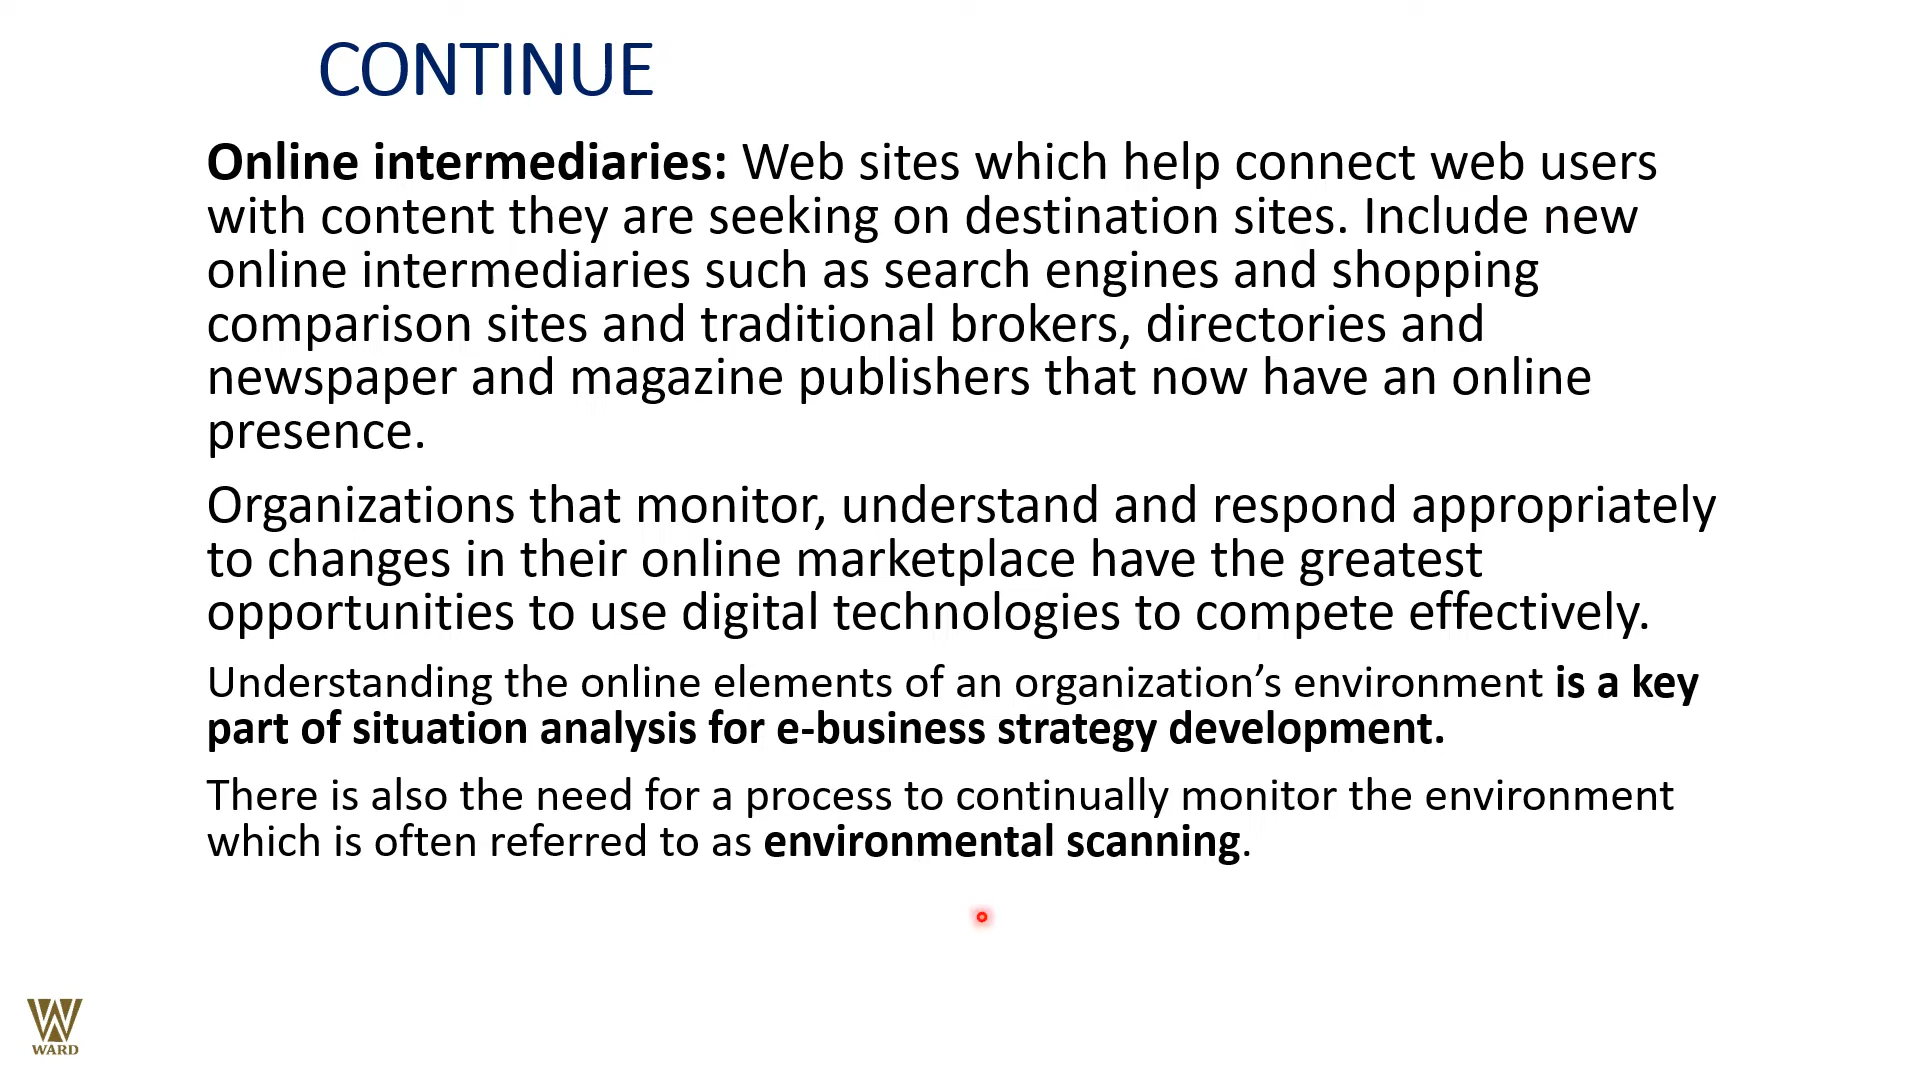 CONTINUE
Online intermediaries: Web sites which help connect web users
with content they are seeking on destination sites. Include new
online intermediaries such as search engines and shopping
comparison sites and traditional brokers, directories and
newspaper and magazine publishers that now have an online
presence.
Organizations that monitor, understand and respond appropriately
to changes in their online marketplace have the greatest
opportunities to use digital technologies to compete effectively.
Understanding the online elements of an organization’s environment is a key
part of situation analysis for e-business strategy development.
There is also the need for a process to continually monitor the environment
which is often referred to as environmental scanning.
WARD